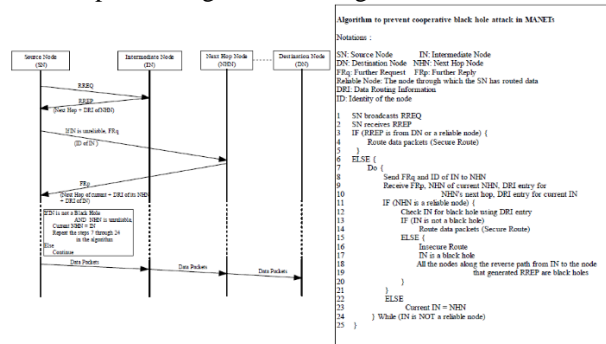 Source Node
(SN)
Intermediate Node
(IN)
Next Hop Node
(NHN)
Destination Node
(DN)
RREQ
RREP
(Next Hop + DRI of NHN)
If IN is unreliable, FRq
(ID of IN )
FRp
(Next Hop of current + DRI of its NHN
+ DRI of IN)
If IN is not a Black Hole
AND NHN is unreliable,
Current NHN = IN
Repeat the steps 7 through 24
in the algorithm
Else
Continue
Data Packets
Data Packets
Data Packets
Algorithm to prevent cooperative black hole attack in MANETs
Notations :
SN: Source Node IN: Intermediate Node
DN: Destination Node NHN: Next Hop Node
FRq: Further Request FRp: Further Reply
Reliable Node: The node through which the SN has routed data
DRI: Data Routing Information
ID: Identity of the node
1 SN broadcasts RREQ
2 SN receives RREP
3 IF (RREP is from DN or a reliable node) {
4 Route data packets (Secure Route)
5 }
6 ELSE {
7 Do {
8 Send FRq and ID of IN to NHN
9 Receive FRp, NHN of current NHN, DRI entry for
10 NHN's next hop, DRI entry for current IN
11 IF (NHN is a reliable node) {
12 Check IN for black hole using DRI entry
13 IF (IN is not a black hole)
14 Route data packets (Secure Route)
15 ELSE {
16 Insecure Route
17 IN is a black hole
18 All the nodes along the reverse path from IN to the node
19 that generated RREP are black holes
20 }
21 }
22 ELSE
23 Current IN = NHN
24 } While (IN is NOT a reliable node)
25 }